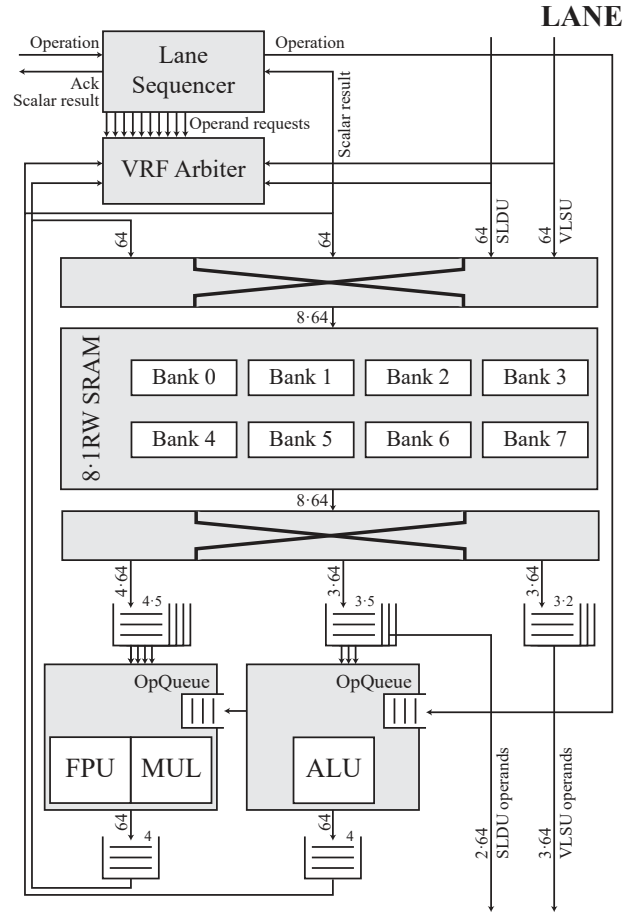 LANE
Operation
Lane
Sequencer
Operation
Ack
Scalar result
Operand requests
Scalar result
VRF Arbiter
64
64
64
SLDU
64
VLSU
8·64
8·1RW SRAM
Bank 0
Bank 1
Bank 2
Bank 3
Bank 4
Bank 5
Bank 6
Bank 7
8·64
4·64
3·64
3·64
4·5
3·5
3·2
OpQueue
OpQueue
FPU
MUL
ALU
64
64
4
4
2·64
SLDU operands
3·64
VLSU operands